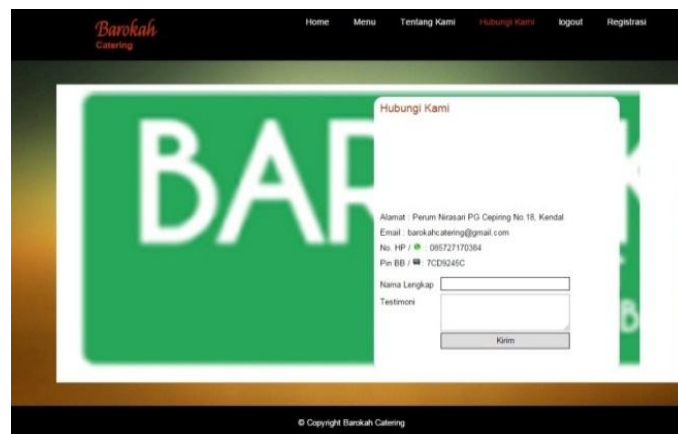 Barokah
Catering
Home Menu Tentang Kami Hubungi Kami logout Registrasi
BAR
K
B
Hubungi Kami
Alamat : Perum Nirasari PG Cepiring No.18, Kendal
Email : barokahcatering@gmail.com
No. HP / : 085727170384
Pin BB / : 7CD9245C
Nama Lengkap
Testimoni
Kirim
© Copyright Barokah Catering